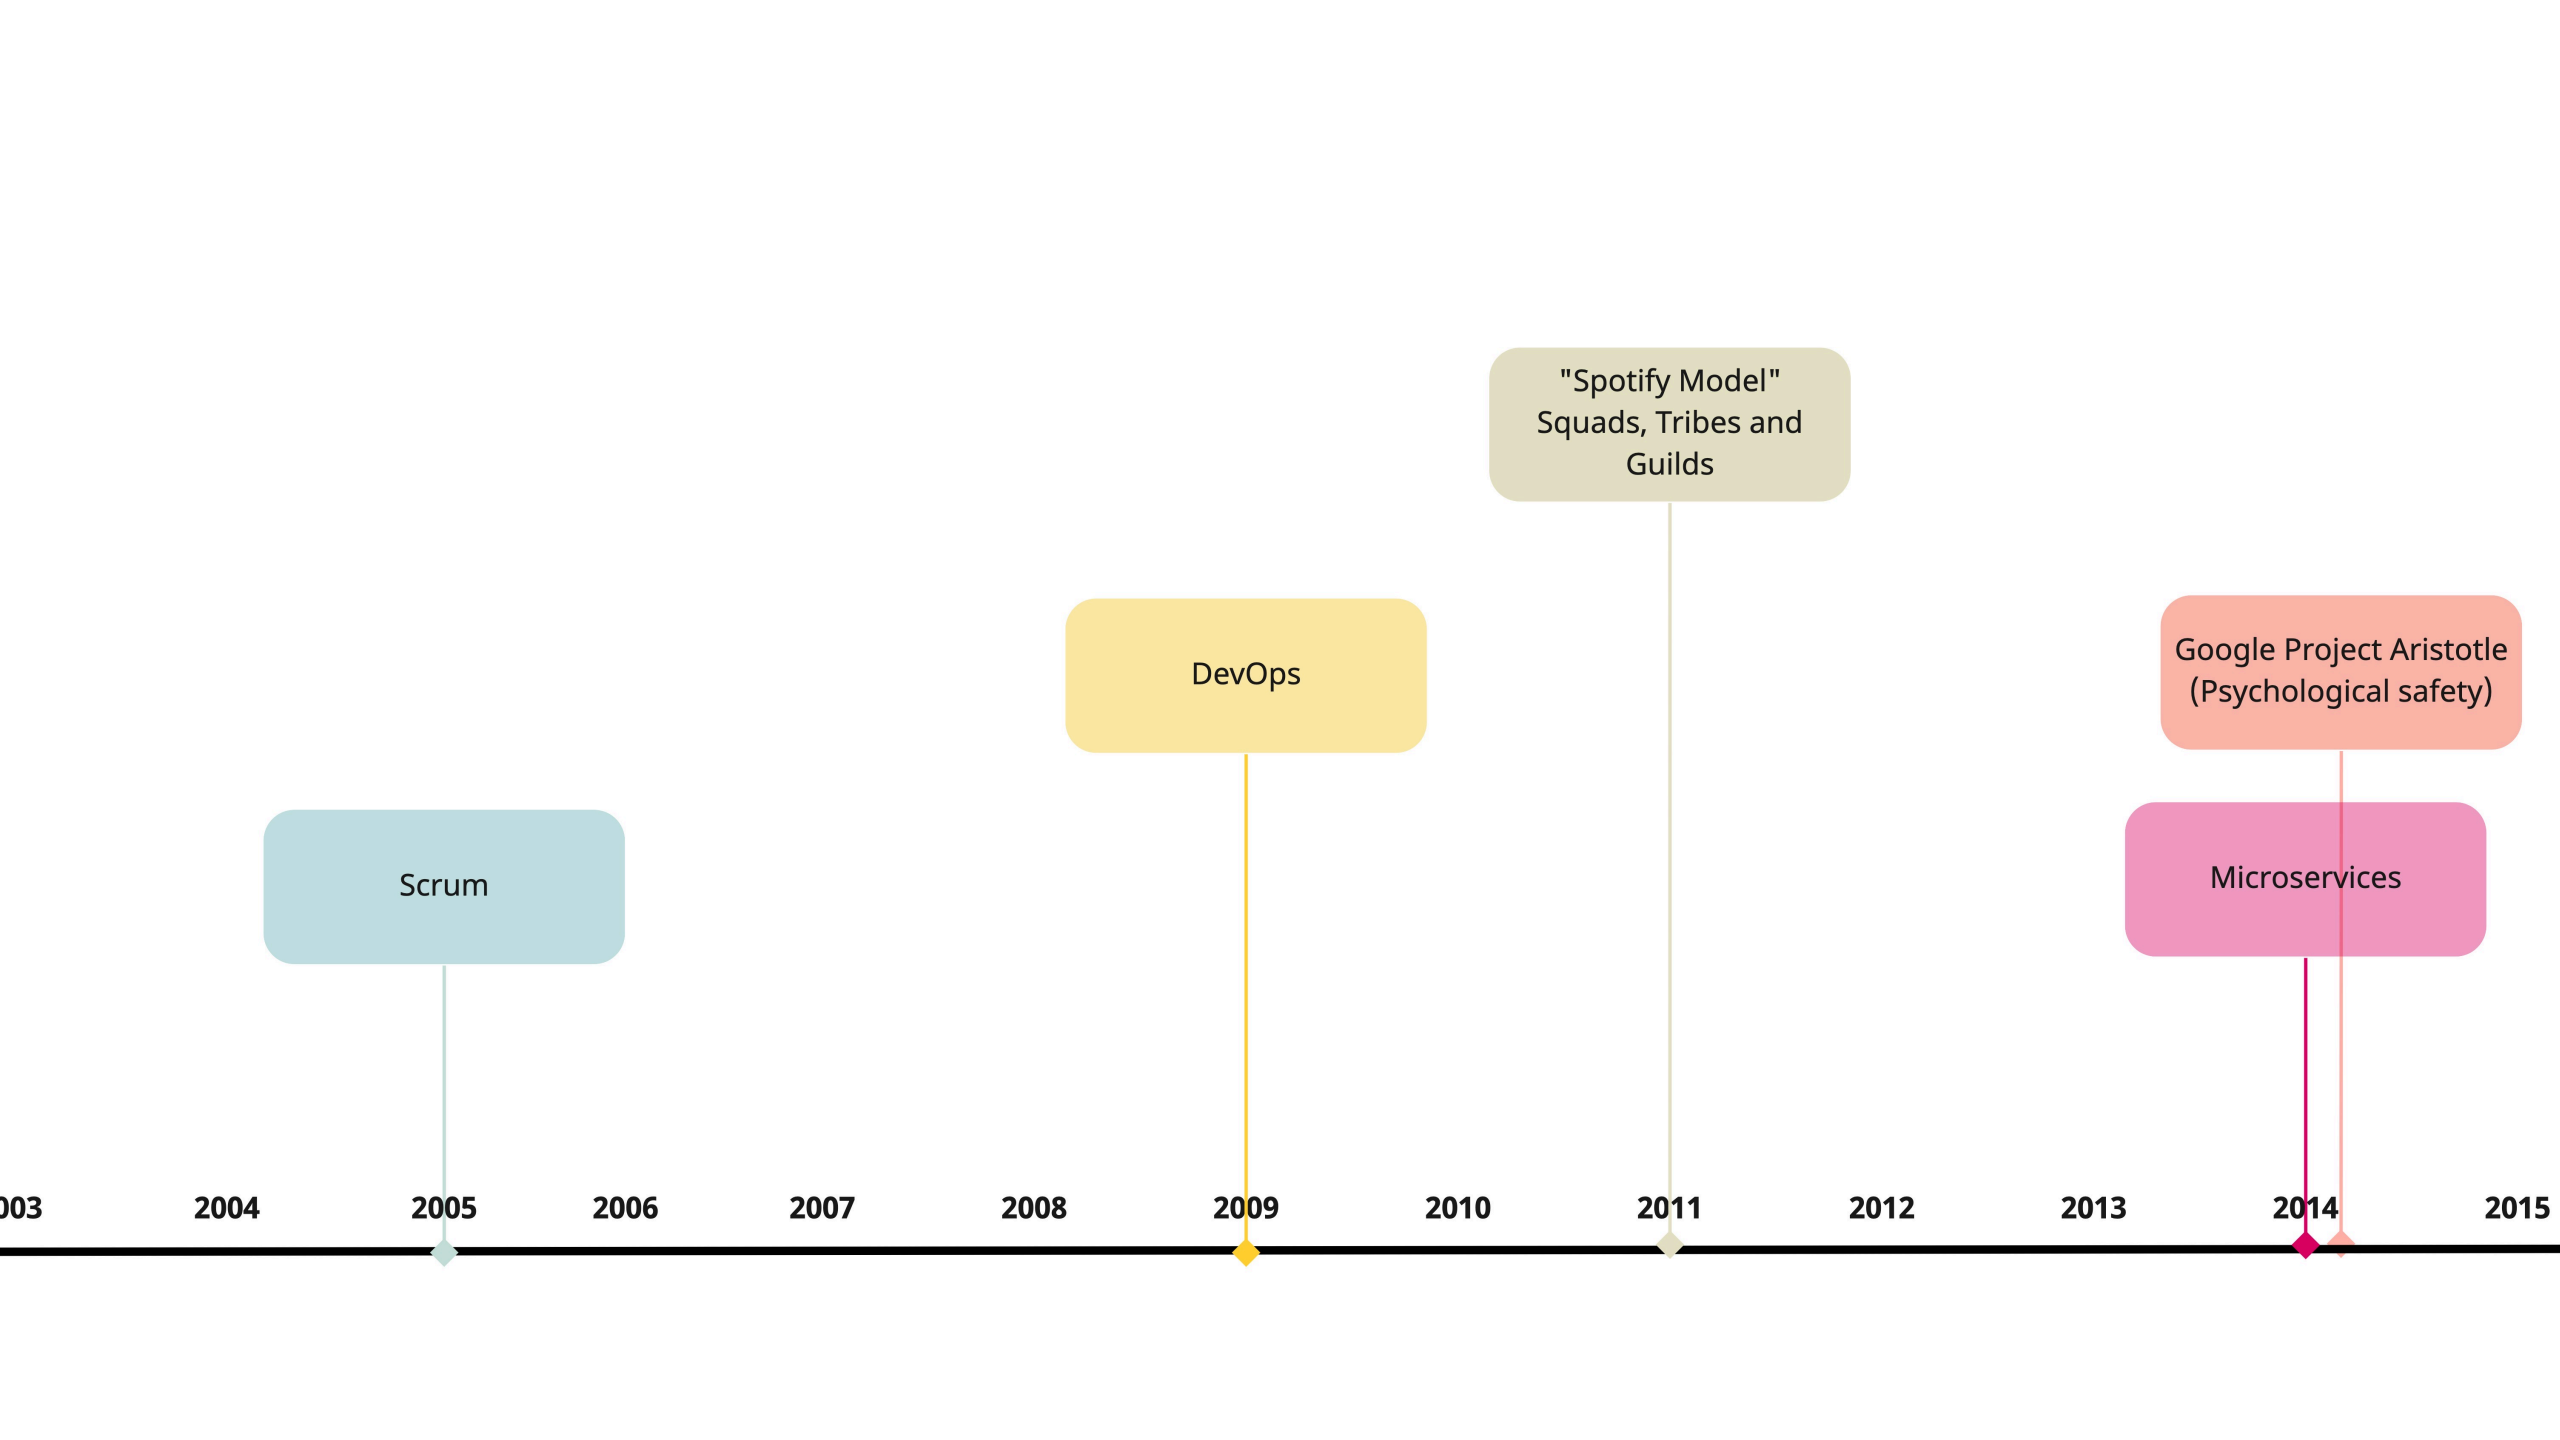 "Spotify Model"
Squads, Tribes and
Guilds
DevOps
Google Project Aristotle
(Psychological safety)
Scrum
Microservices
003
2004
2005
2006
2007
2008
2009
2010
2011
2012
2013
2014
2015